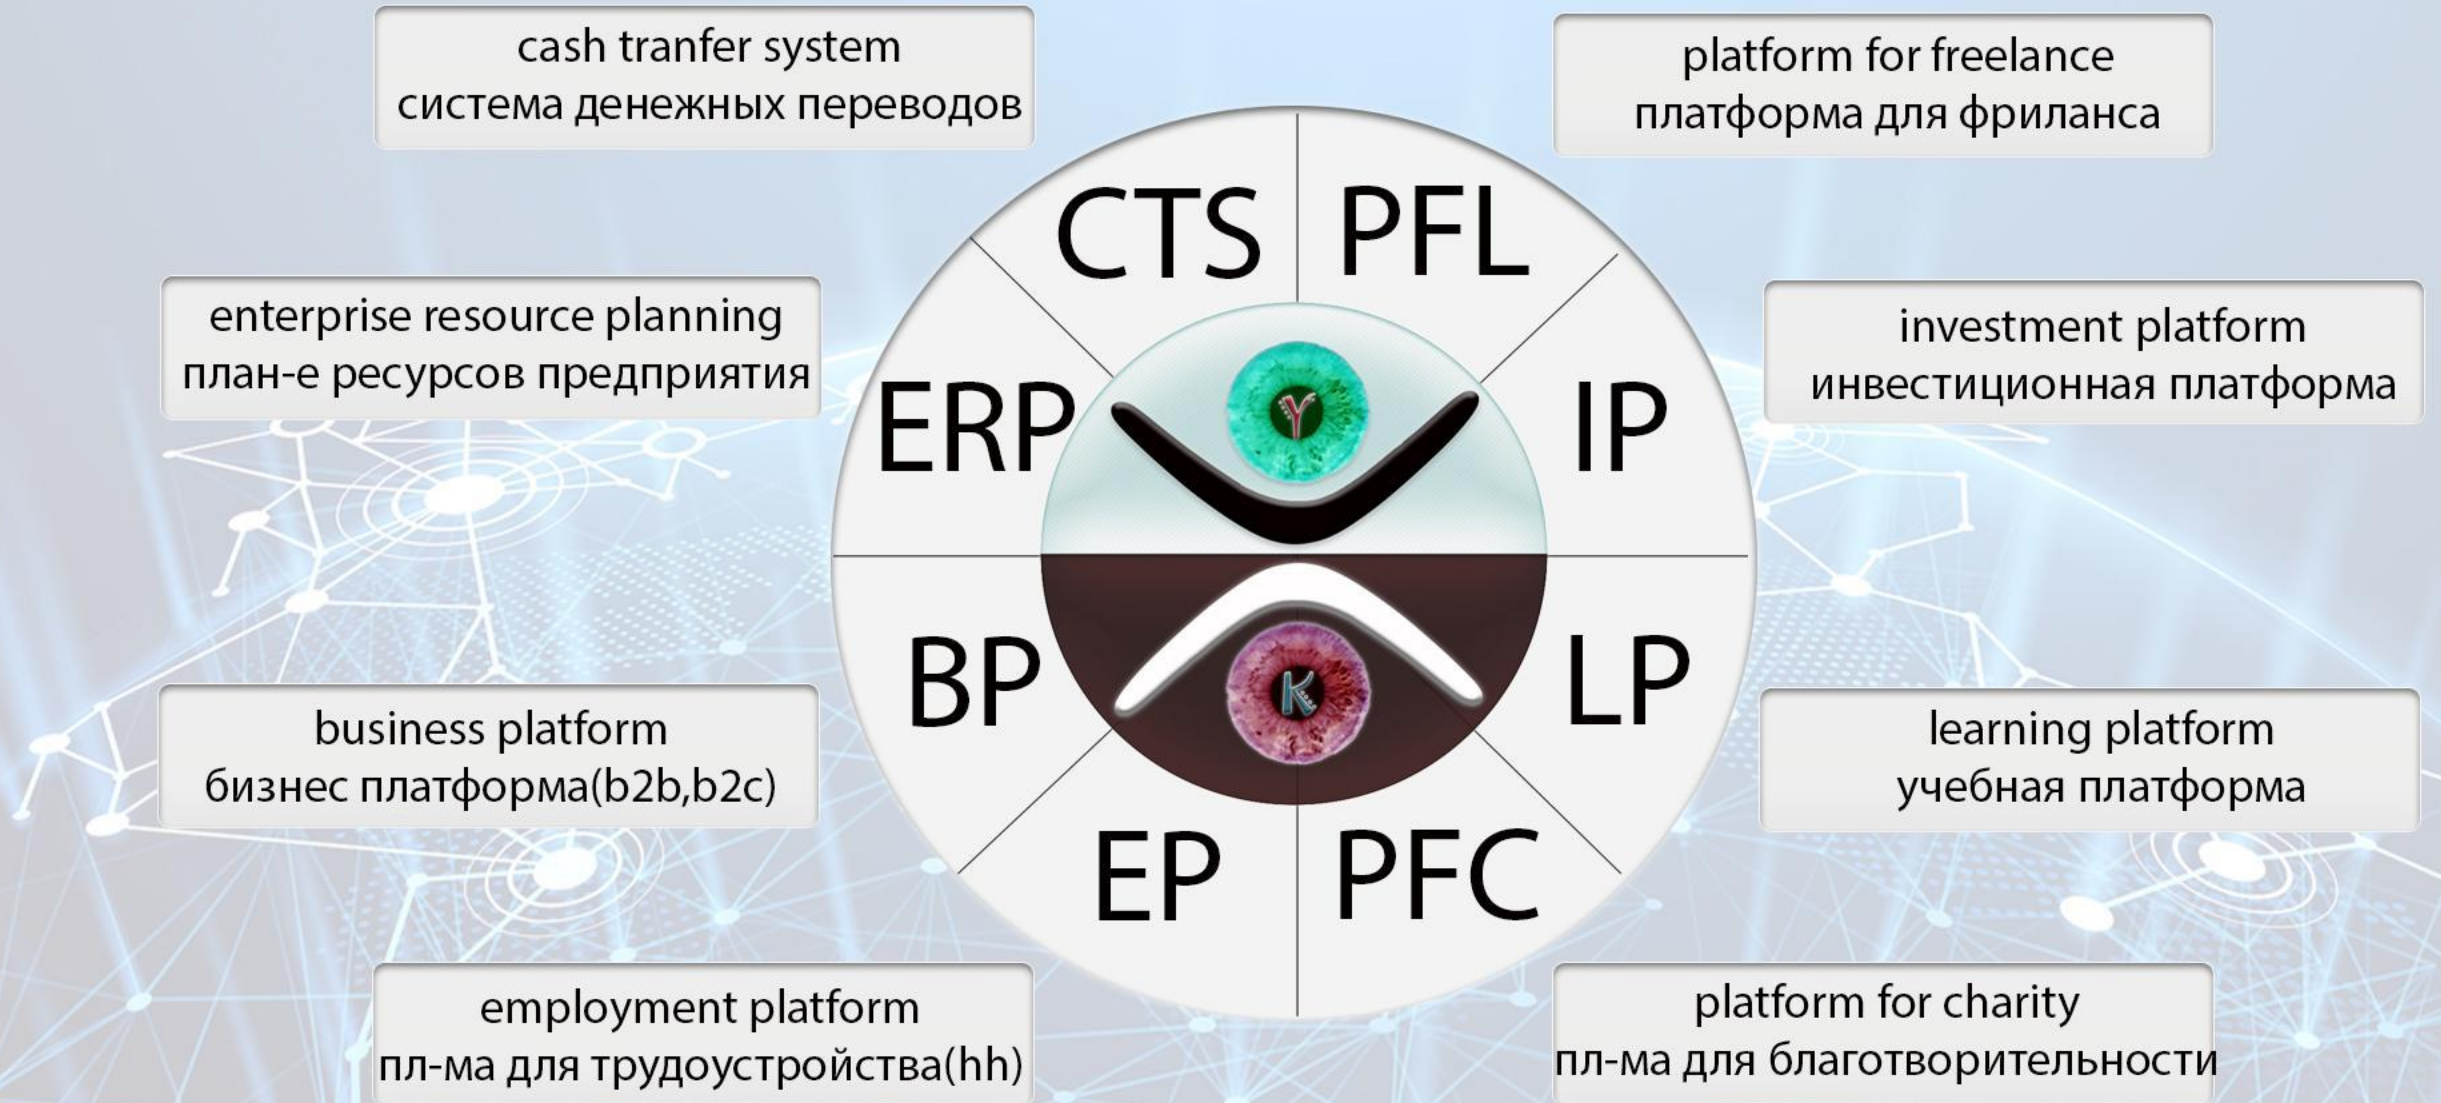 cash tranfer system
система денежных переводов
platform for freelance
платформа для фриланса
CTS
PFL
enterprise resource planning
план-е ресурсов предприятия
investment platform
инвестиционная платформа
ERP
IP
Y
BP
LP
K
business platform
бизнес платформа(b2b,b2c)
learning platform
учебная платформа
EP
PFC
employment platform
пл-ма для трудоустройства(hh)
platform for charity
пл-ма для благотворительности